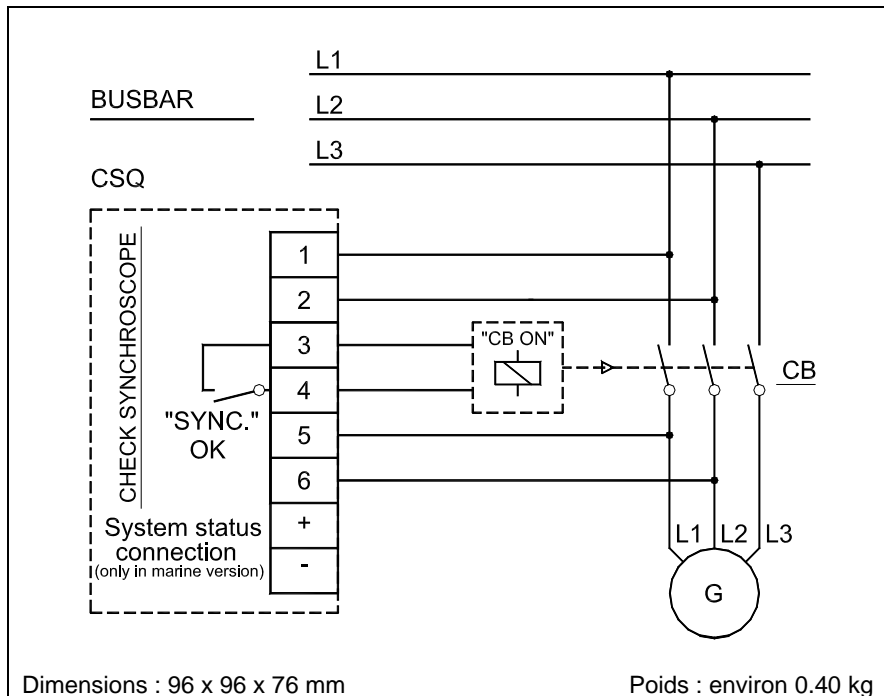 L1
BUSBAR
L2
L3
CSQ
CHECK SYNCHROSCOPE
1
2
3
4
5
6
+
-
"SYNC."
OK
System status
connection
(only in marine version)
"CB ON"
CB
L1 L2 L3
G
Dimensions : 96 x 96 x 76 mm
Poids : environ 0.40 kg